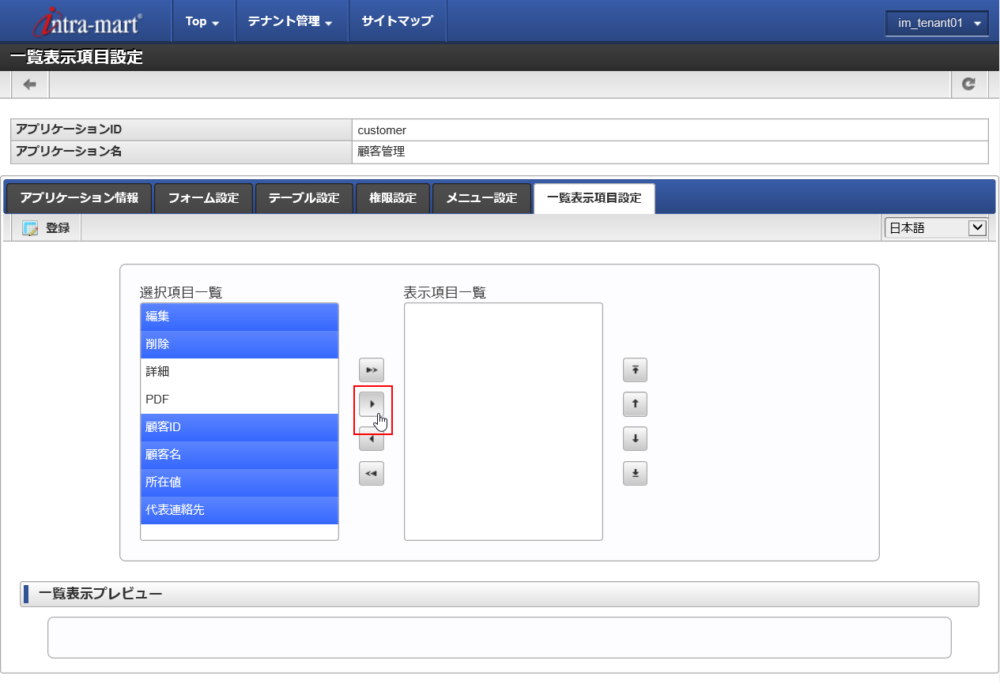 intra-mart Top テナント管理 サイトマップ im_tenant01
一覧表示項目設定
アプリケーションID customer
アプリケーション名 顧客管理
アプリケーション情報 フォーム設定 テーブル設定 権限設定 メニュー設定 一覧表示項目設定
登録 日本語
選択項目一覧 表示項目一覧
編集
削除
詳細
PDF
顧客ID
顧客名
所在値
代表連絡先
一覧表示プレビュー